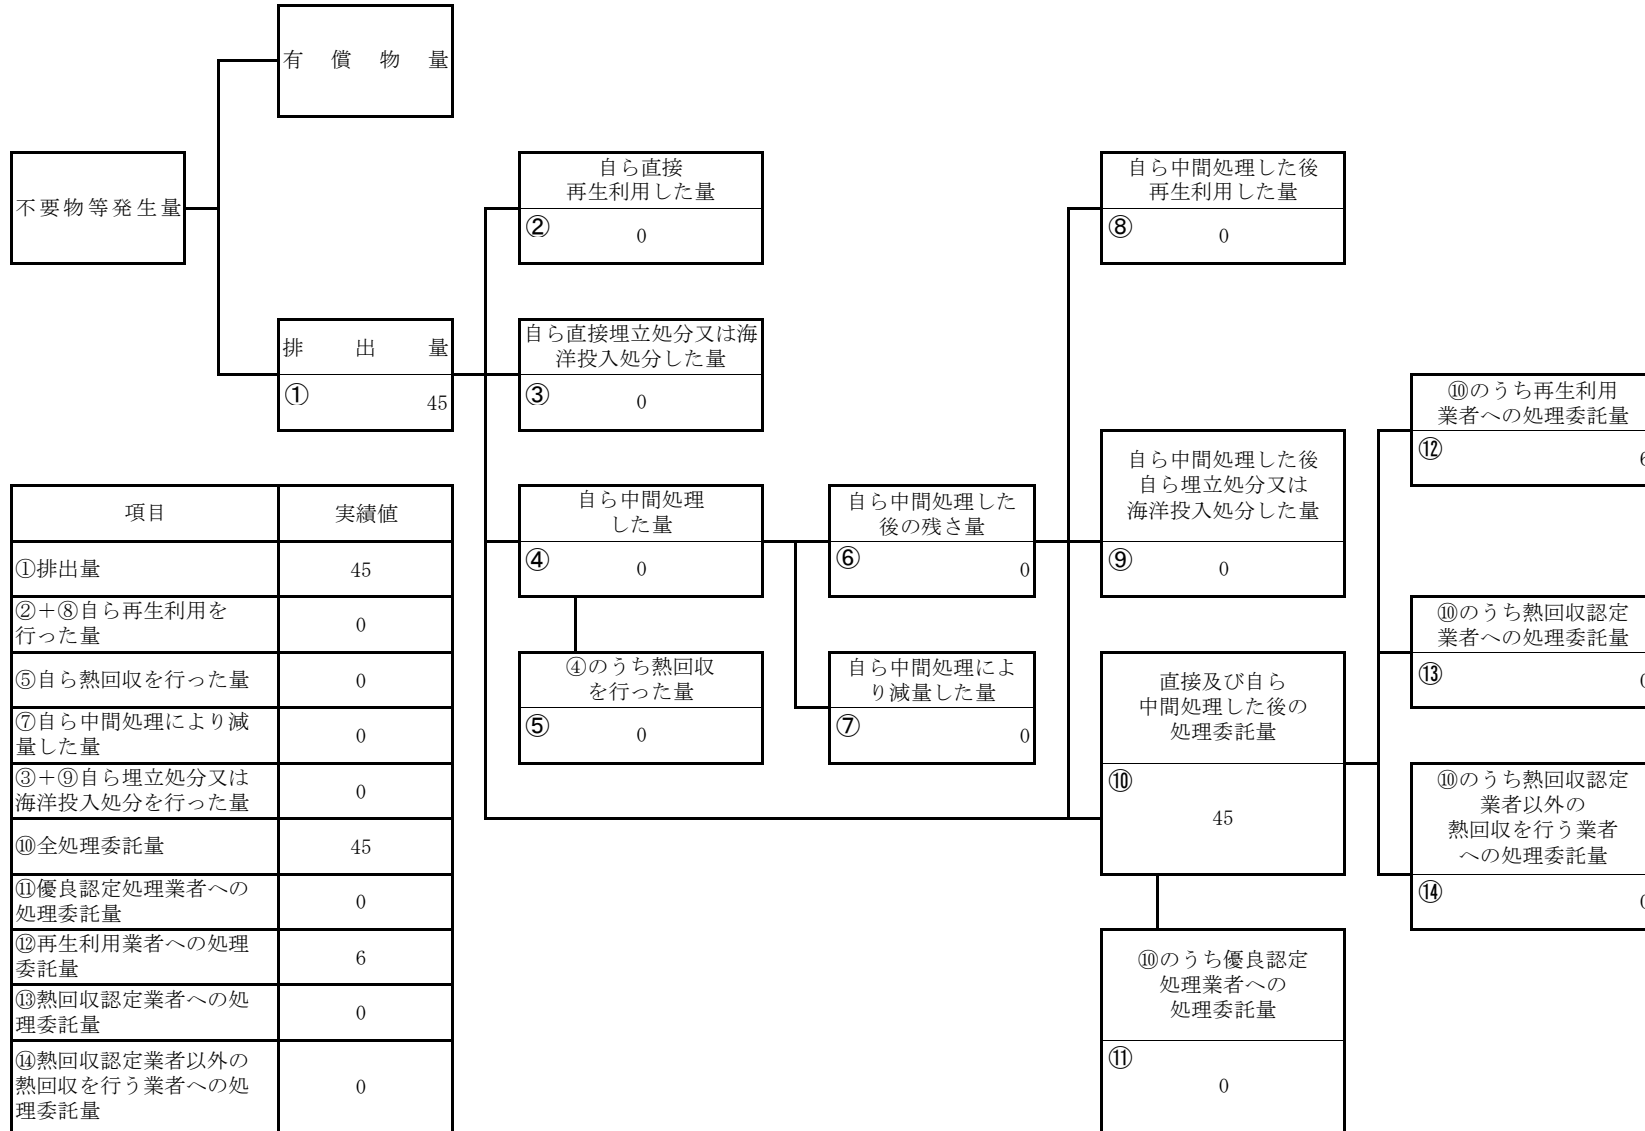 有償物量
不要物等発生量
自ら直接
再生利用した量
②
0
自ら中間処理した後
再生利用した量
⑧
0
排出量
①
45
自ら直接埋立処分又は海
洋投入処分した量
③
0
⑩のうち再生利用
業者への処理委託量
⑫
6
自ら中間処理した後
自ら埋立処分又は
海洋投入処分した量
⑨
0
自ら中間処理
した量
④
0
自ら中間処理した
後の残さ量
⑥
0
⑩のうち熱回収認定
業者への処理委託量
⑬
0
④のうち熱回収
を行った量
⑤
0
自ら中間処理によ
り減量した量
⑦
0
直接及び自ら
中間処理した後の
処理委託量
⑩
45
⑩のうち熱回収認定
業者以外の
熱回収を行う業者
への処理委託量
⑭
0
⑩のうち優良認定
処理業者への
処理委託量
⑪
0
項目 実績値
①排出量 45
②＋⑧自ら再生利用を
行った量 0
⑤自ら熱回収を行った量 0
⑦自ら中間処理により減
量した量 0
③＋⑨自ら埋立処分又は
海洋投入処分を行った量 0
⑩全処理委託量 45
⑪優良認定処理業者への
処理委託量 0
⑫再生利用業者への処理
委託量 6
⑬熱回収認定業者への処
理委託量 0
⑭熱回収認定業者以外の
熱回収を行う業者への処 0
理委託量